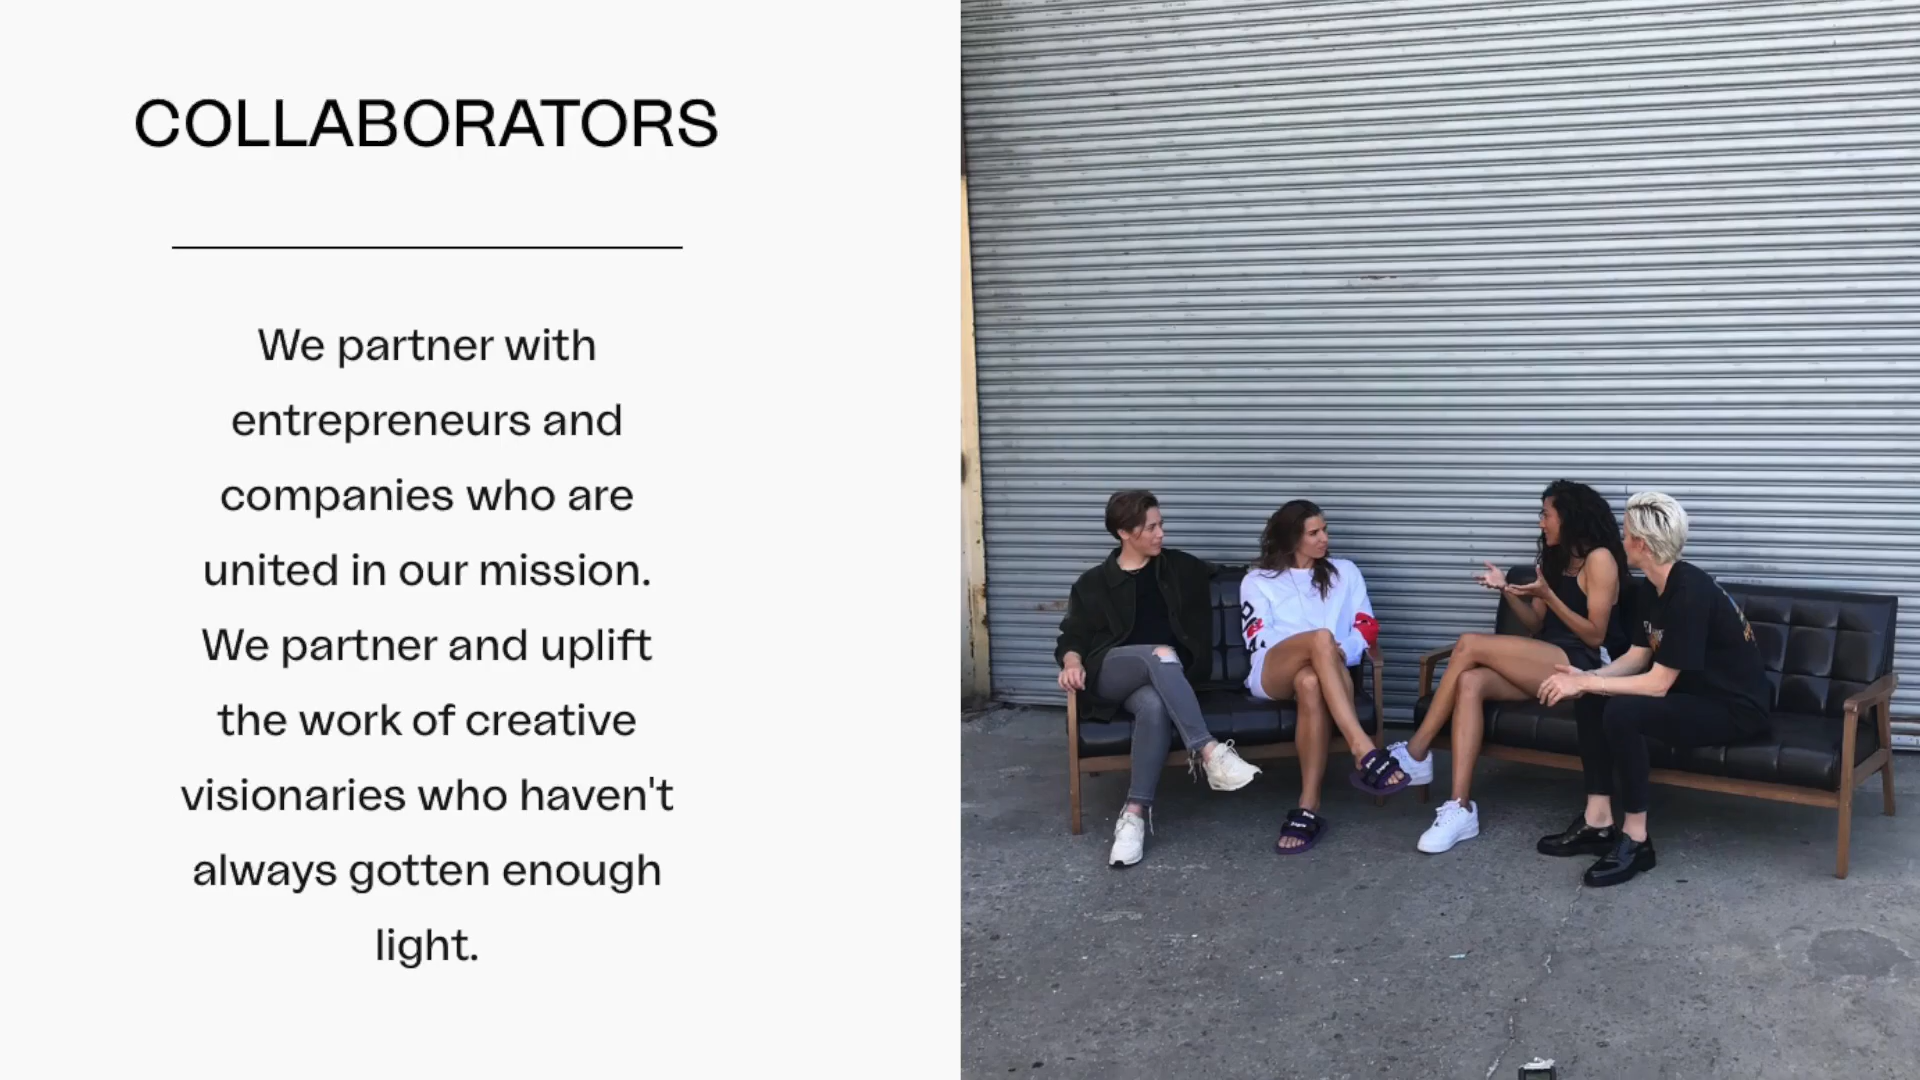 COLLABORATORS
We partner with
entrepreneurs and
companies who are
united in our mission.
We partner and uplift
the work of creative
visionaries who haven't
always gotten enough
light.